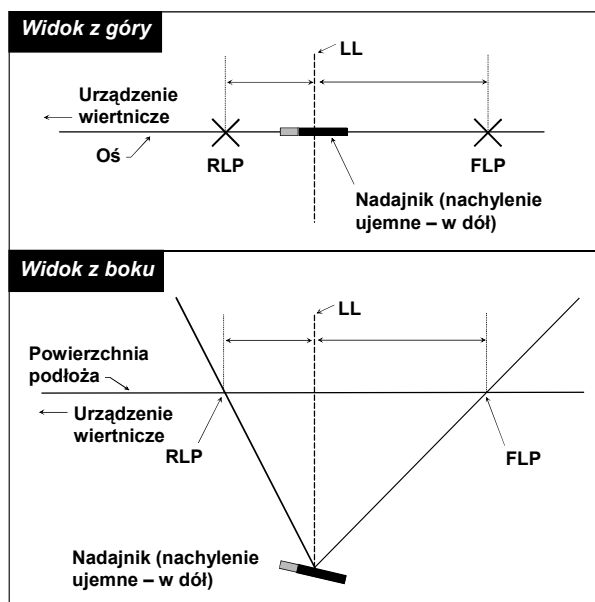 Widok z góry
LL
Urządzenie
wiertnicze
Oś
RLP
FLP
Nadajnik (nachylenie
ujemne – w dół)
Widok z boku
LL
Powierzchnia
podłoża
Urządzenie
wiertnicze
RLP
FLP
Nadajnik (nachylenie
ujemne – w dół)